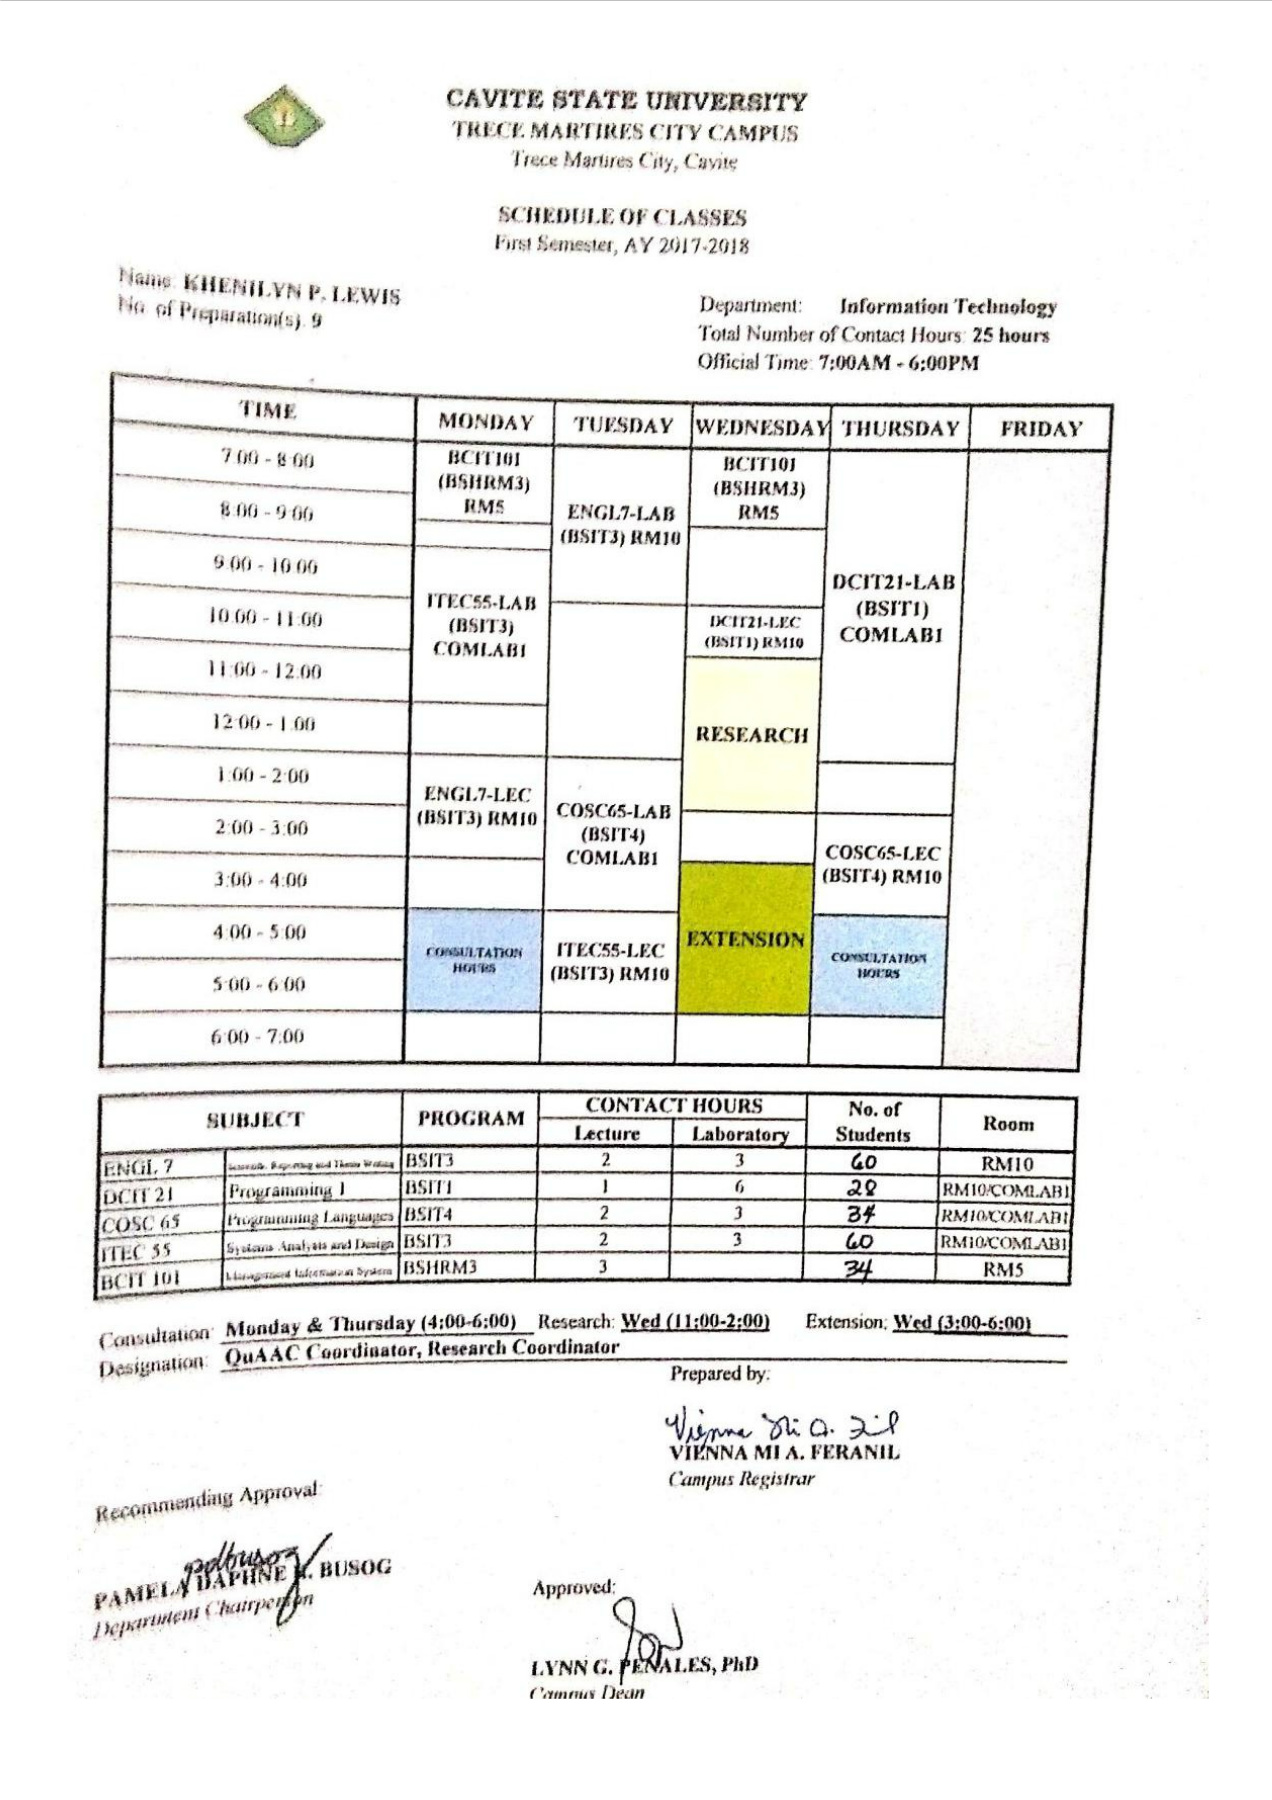 CAVITE STATE UNIVERSITY
TRECE MARTIRES CITY CAMPUS
Trece Martires City, Cavite
SCHEDULE OF CLASSES
First Semester, AY 2017-2018
Name: KHENILYN P. LEWIS
No. of Preparation(s): 9
Department: Information Technology
Total Number of Contact Hours: 25 hours
Official Time: 7:00AM - 6:00PM
TIME MONDAY TUESDAY WEDNESDAY THURSDAY FRIDAY
7:00 - 8:00
8:00 - 9:00
9:00 - 10:00
10:00 - 11:00
11:00 - 12:00
12:00 - 1:00
1:00 - 2:00
2:00 - 3:00
3:00 - 4:00
4:00 - 5:00
5:00 - 6:00
6:00 - 7:00
BCIT101
(BSHRM3)
RM5
ITEC55-LAB
(BSIT3)
COMLAB1
ENGL7-LEC
(BSIT3) RM10
CONSULTATION
HOURS
ENGL7-LAB
(BSIT3) RM10
COSC65-LAB
(BSIT4)
COMLAB1
ITEC55-LEC
(BSIT3) RM10
BCIT101
(BSHRM3)
RM5
DCIT21-LEC
(BSIT1) RM10
RESEARCH
EXTENSION
DCIT21-LAB
(BSIT1)
COMLAB1
COSC65-LEC
(BSIT4) RM10
CONSULTATION
HOURS
SUBJECT PROGRAM CONTACT HOURS No. of Students Room
Lecture Laboratory
ENGL 7 Scientific Reporting and Thesis Writing BSIT3 2 3 60 RM10
DCIT 21 Programming 1 BSIT1 1 6 28 RM10/COMLAB1
COSC 65 Programming Languages BSIT4 2 3 34 RM10/COMLAB1
ITEC 55 Systems Analysis and Design BSIT3 2 3 60 RM10/COMLAB1
BCIT 101 Management Information System BSHRM3 3 34 RM5
Consultation: Monday & Thursday (4:00-6:00) Research: Wed (11:00-2:00) Extension: Wed (3:00-6:00)
Designation: QuAAC Coordinator, Research Coordinator
Prepared by:
VIENNA MI A. FERANIL
Campus Registrar
Recommending Approval:
pdbusog
PAMELA DAPHNE H. BUSOG
Department Chairperson
Approved:
LYNN G. PENALES, PhD
Campus Dean